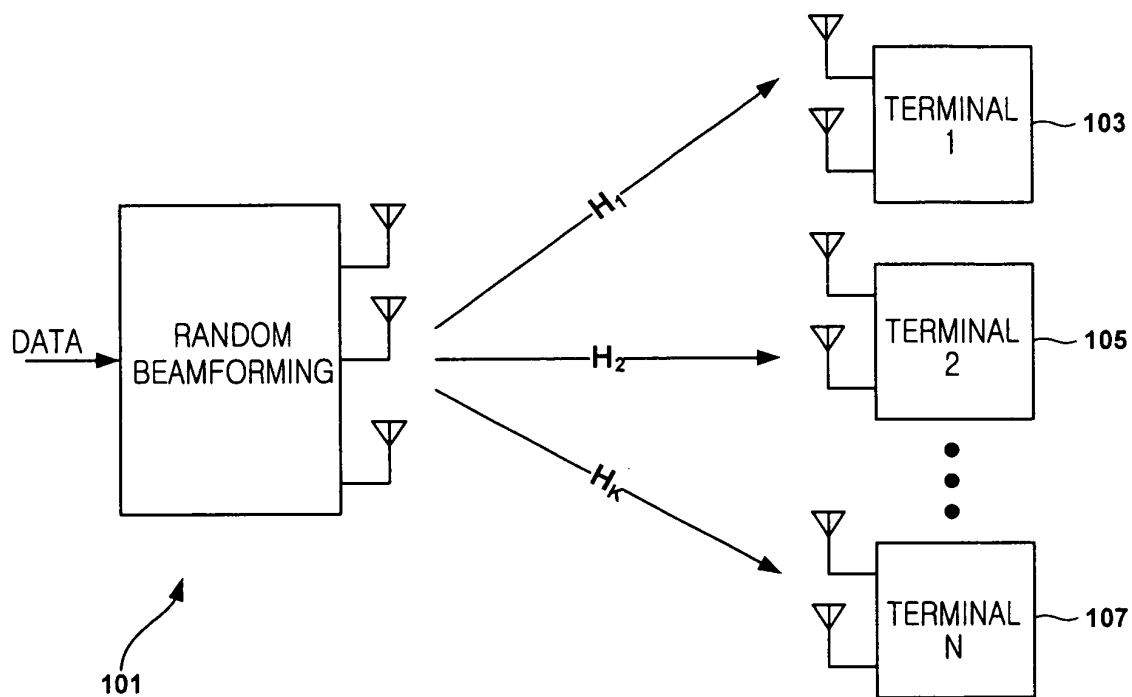 TERMINAL
1
103
H₁
DATA
RANDOM
BEAMFORMING
H₂
TERMINAL
2
105
Hₖ
TERMINAL
N
107
101